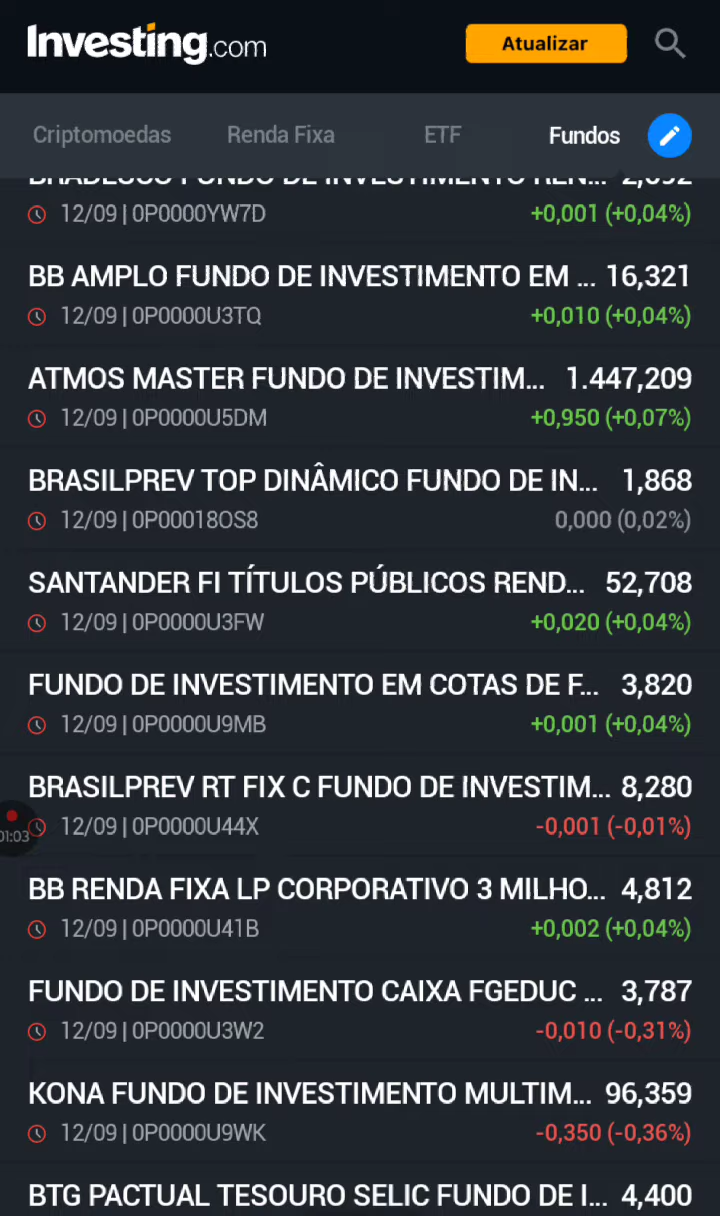 Investing.com
Atualizar
Criptomoedas Renda Fixa ETF Fundos
BRADESCO FUNDO DE INVESTIMENTO REN... 2,692
12/09 | 0P0000YW7D +0,001 (+0,04%)
BB AMPLO FUNDO DE INVESTIMENTO EM ... 16,321
12/09 | 0P0000U3TQ +0,010 (+0,04%)
ATMOS MASTER FUNDO DE INVESTIM... 1.447,209
12/09 | 0P0000U5DM +0,950 (+0,07%)
BRASILPREV TOP DINÂMICO FUNDO DE IN... 1,868
12/09 | 0P00018OS8 0,000 (0,02%)
SANTANDER FI TÍTULOS PÚBLICOS REND... 52,708
12/09 | 0P0000U3FW +0,020 (+0,04%)
FUNDO DE INVESTIMENTO EM COTAS DE F... 3,820
12/09 | 0P0000U9MB +0,001 (+0,04%)
BRASILPREV RT FIX C FUNDO DE INVESTIM... 8,280
01:03 12/09 | 0P0000U44X -0,001 (-0,01%)
BB RENDA FIXA LP CORPORATIVO 3 MILHO... 4,812
12/09 | 0P0000U41B +0,002 (+0,04%)
FUNDO DE INVESTIMENTO CAIXA FGEDUC ... 3,787
12/09 | 0P0000U3W2 -0,010 (-0,31%)
KONA FUNDO DE INVESTIMENTO MULTIM... 96,359
12/09 | 0P0000U9WK -0,350 (-0,36%)
BTG PACTUAL TESOURO SELIC FUNDO DE I... 4,400